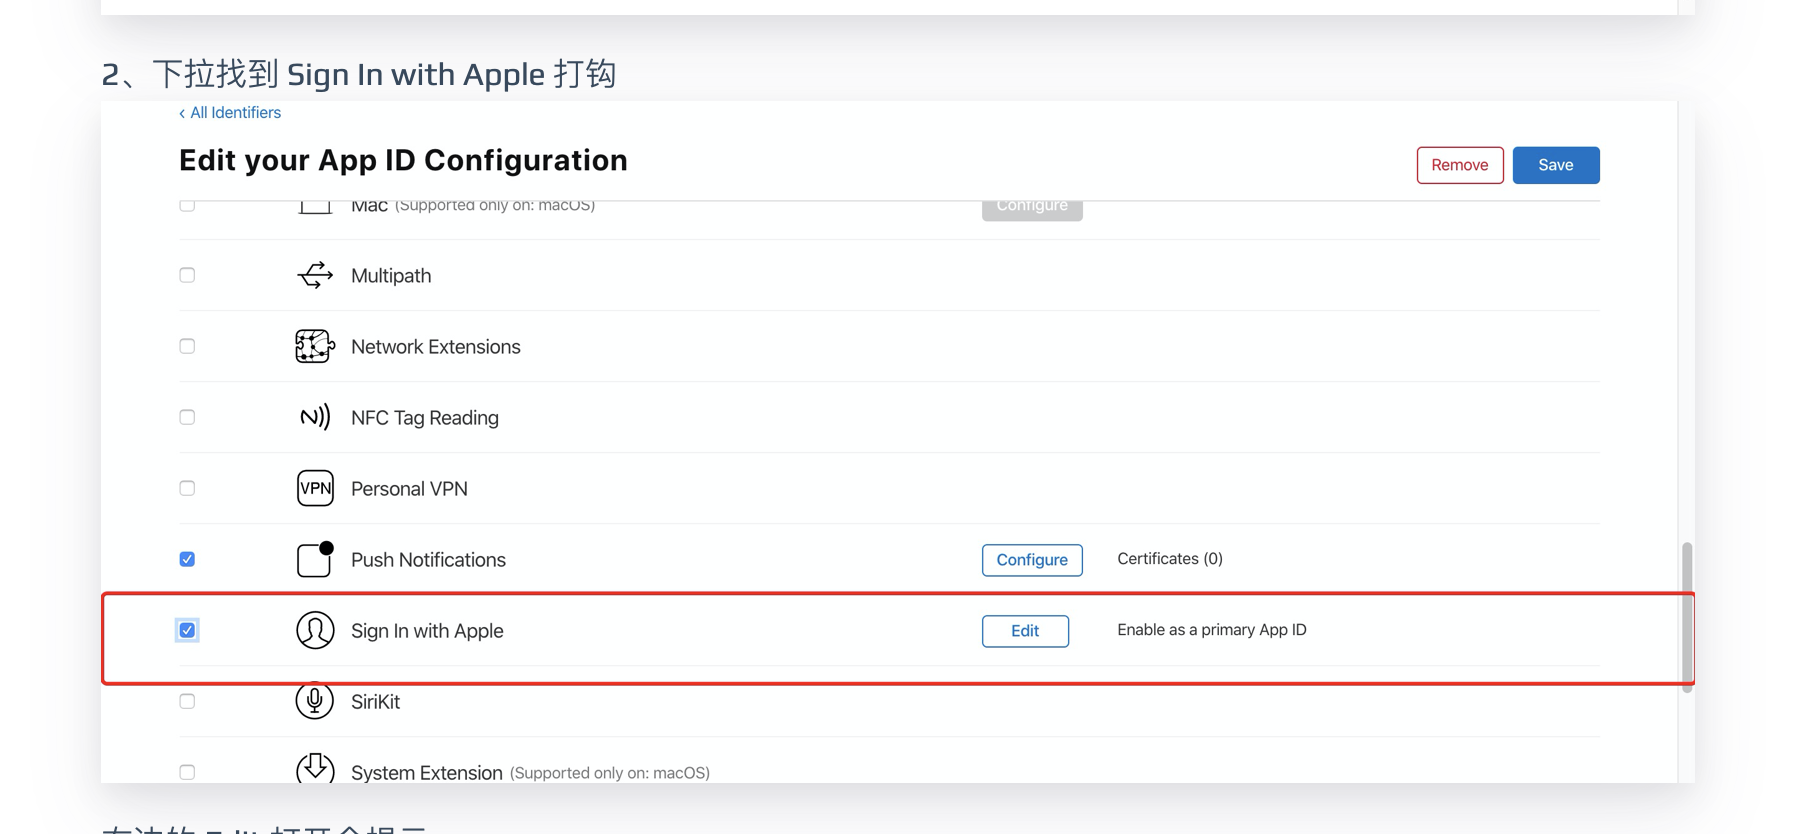 2、下拉找到 Sign In with Apple 打钩
‹ All Identifiers
Edit your App ID Configuration
Remove
Save
Mac (Supported only on: macOS)
Configure
Multipath
Network Extensions
NFC Tag Reading
VPN
Personal VPN
Push Notifications
Configure
Certificates (0)
Sign In with Apple
Edit
Enable as a primary App ID
SiriKit
System Extension (Supported only on: macOS)